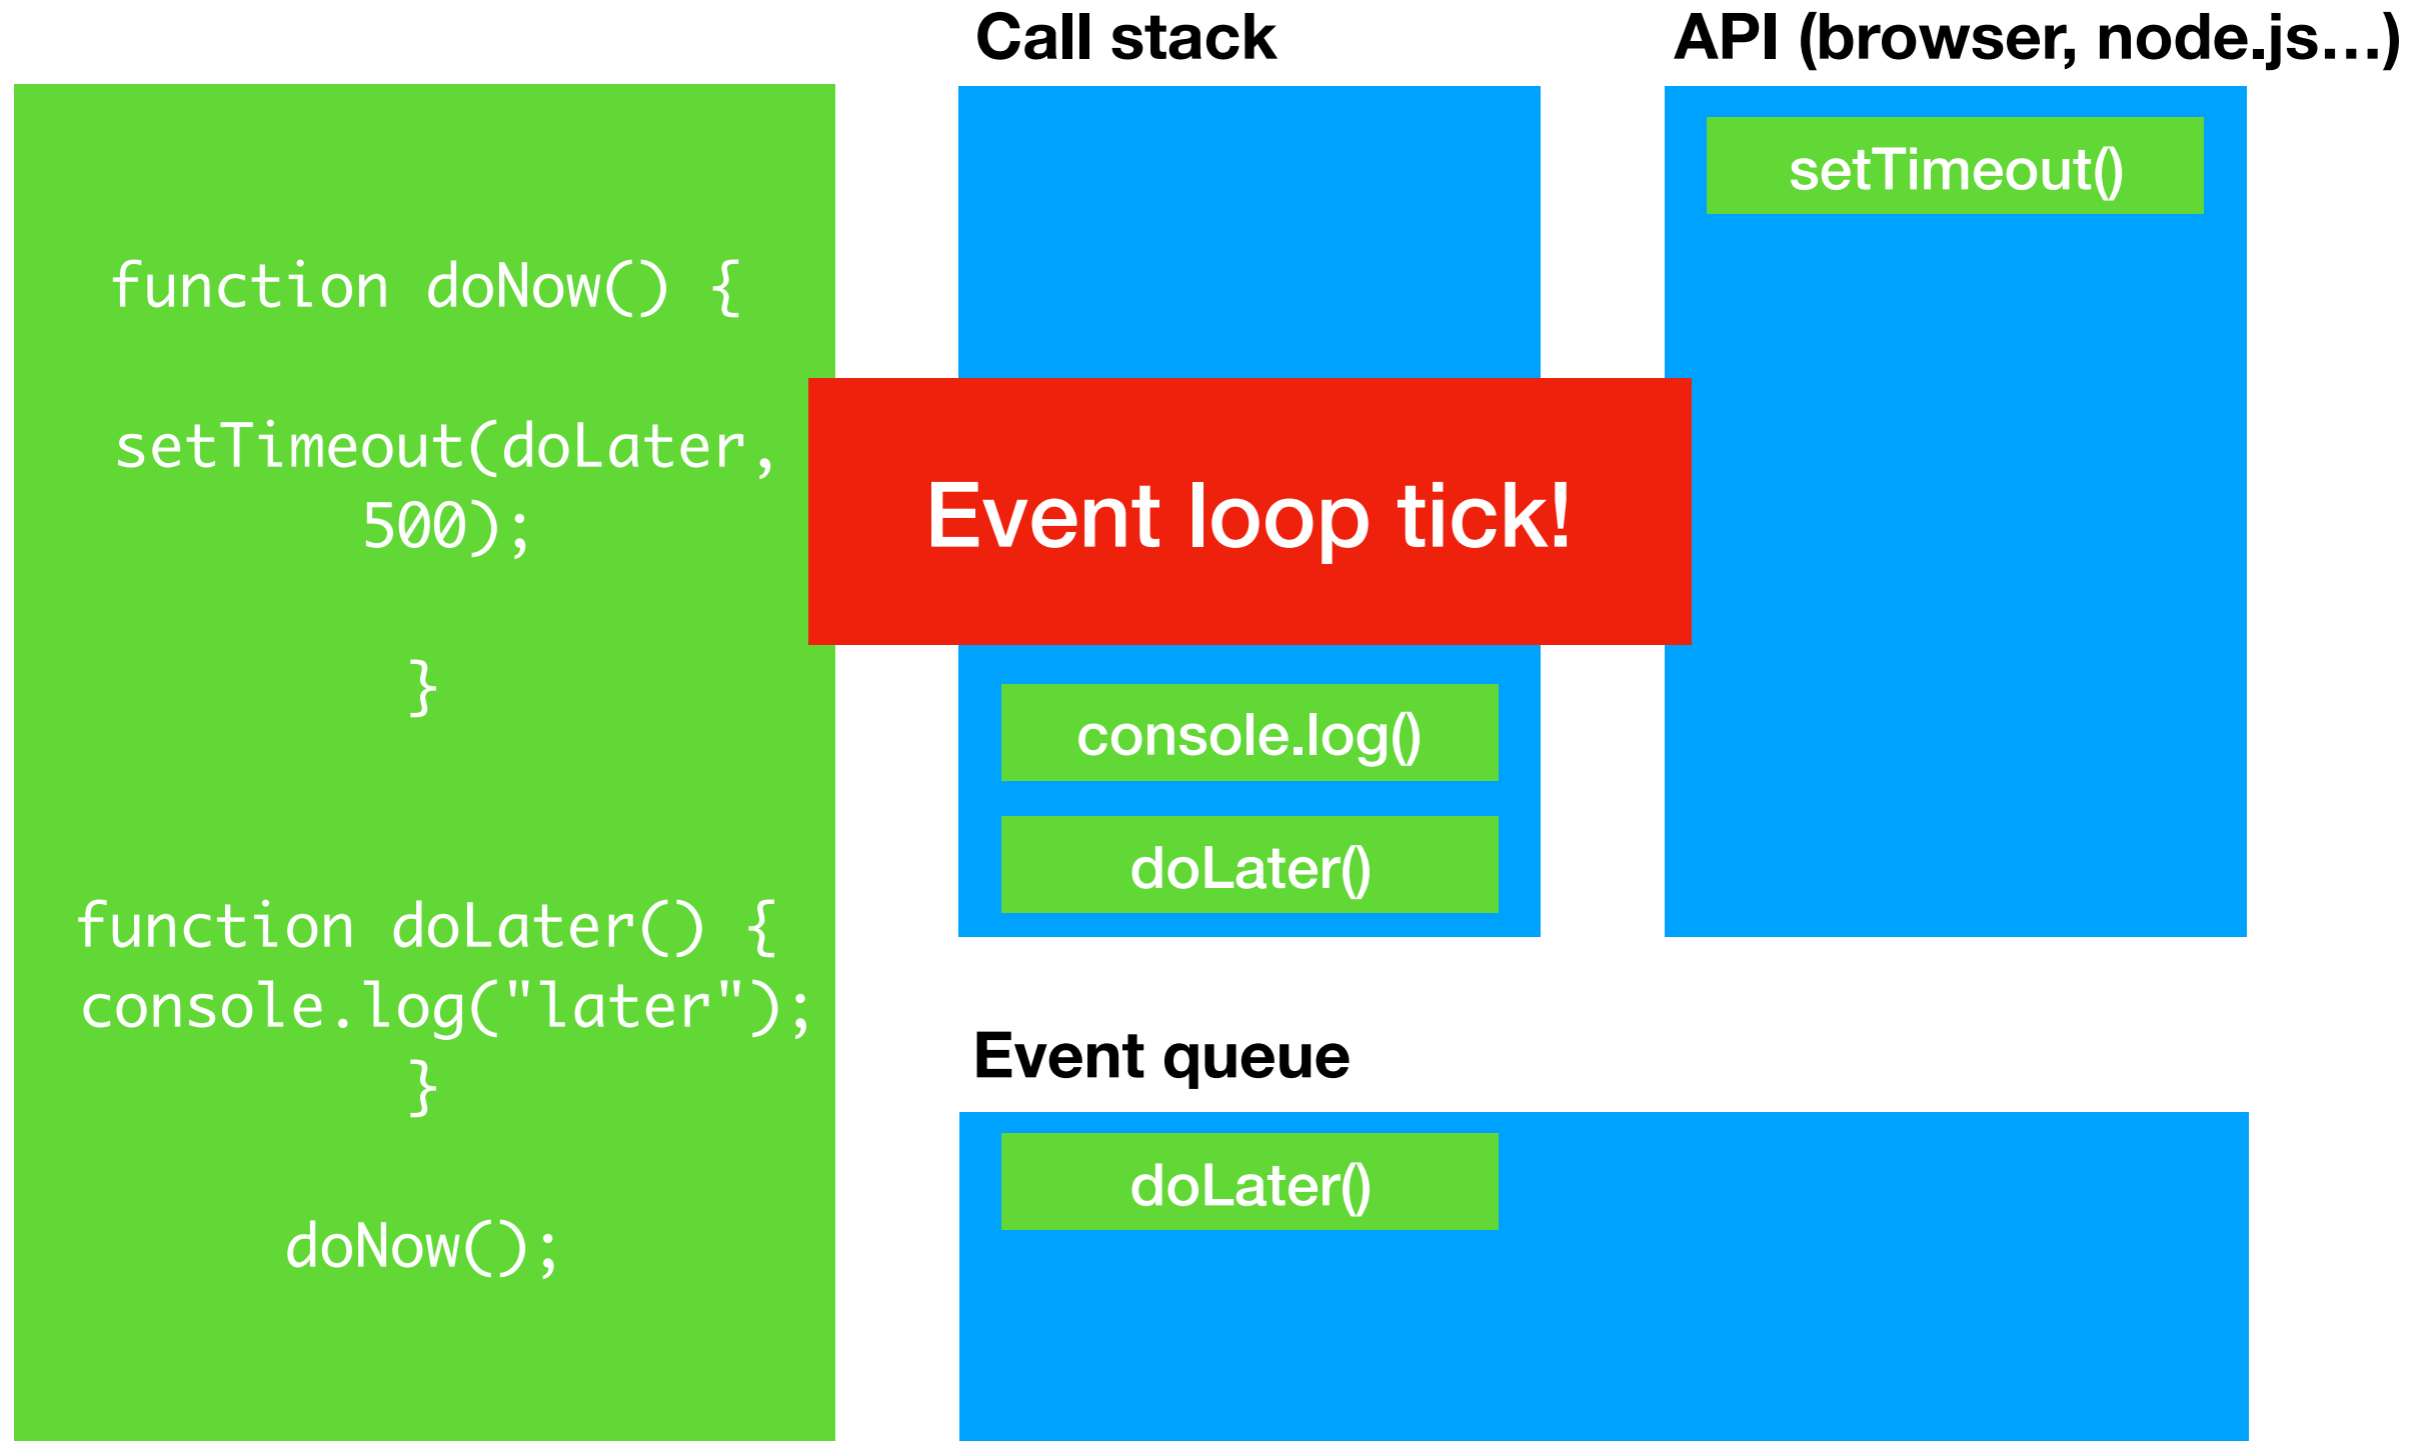 function doNow() {
setTimeout(doLater,
500);
}
function doLater() {
console.log("later");
}
doNow();
Call stack
Event loop tick!
console.log()
doLater()
API (browser, node.js...)
setTimeout()
Event queue
doLater()